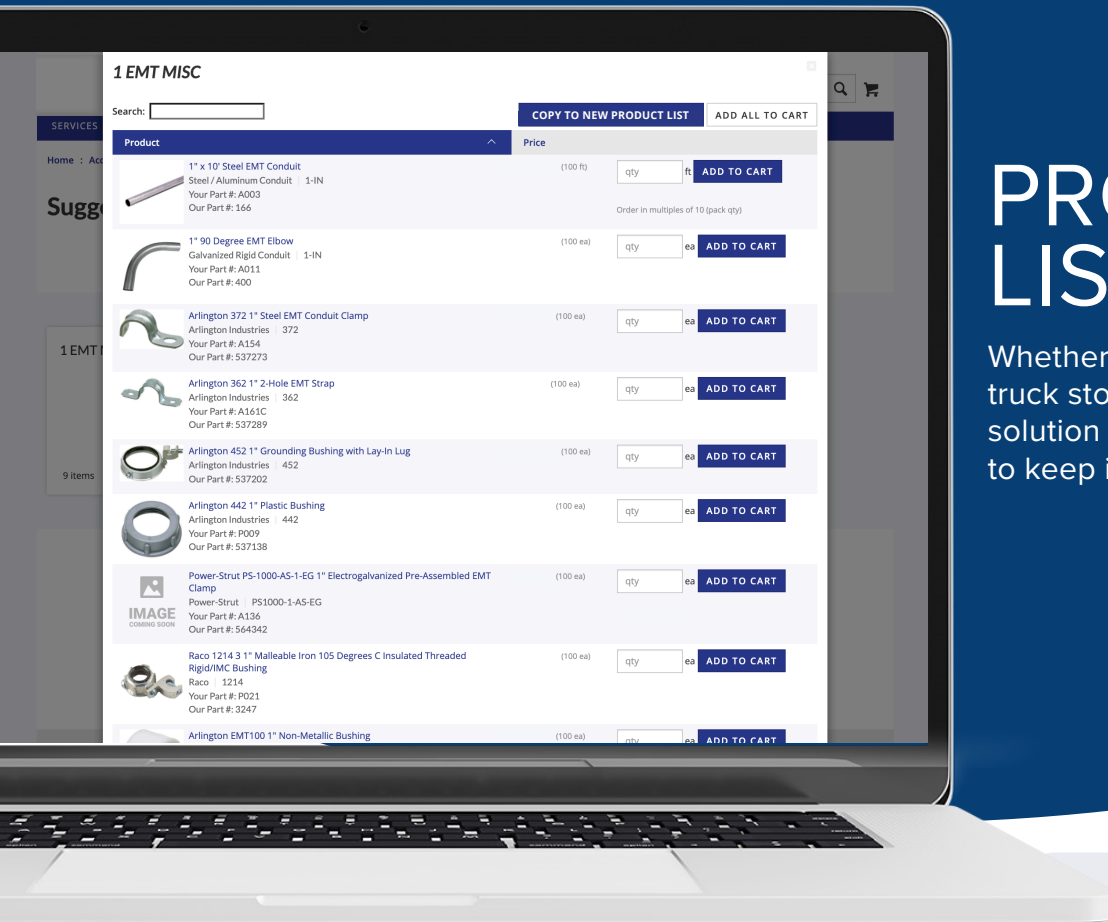 1 EMT MISC
Search:
COPY TO NEW PRODUCT LIST
ADD ALL TO CART
SERVICES
Product
Price
Home : Acc
Sugge
1" x 10' Steel EMT Conduit
Steel / Aluminum Conduit | 1-IN
Your Part #: A003
Our Part #: 166
(100 ft)
qty
ft
ADD TO CART
Order in multiples of 10 (pack qty)
1" 90 Degree EMT Elbow
Galvanized Rigid Conduit | 1-IN
Your Part #: A011
Our Part #: 400
(100 ea)
qty
ea
ADD TO CART
Arlington 372 1" Steel EMT Conduit Clamp
Arlington Industries | 372
Your Part #: A154
Our Part #: 537273
(100 ea)
qty
ea
ADD TO CART
1 EMT
Arlington 362 1" 2-Hole EMT Strap
Arlington Industries | 362
Your Part #: A161C
Our Part #: 537289
(100 ea)
qty
ea
ADD TO CART
Arlington 452 1" Grounding Bushing with Lay-In Lug
Arlington Industries | 452
Our Part #: 537202
(100 ea)
qty
ea
ADD TO CART
9 items
Arlington 442 1" Plastic Bushing
Arlington Industries | 442
Your Part #: P009
Our Part #: 537138
(100 ea)
qty
ea
ADD TO CART
IMAGE
COMING SOON
Power-Strut PS-1000-AS-1-EG 1" Electrogalvanized Pre-Assembled EMT
Clamp
Power-Strut | PS1000-1-AS-EG
Your Part #: A136
Our Part #: 564342
(100 ea)
qty
ea
ADD TO CART
Raco 1214 3 1" Malleable Iron 105 Degrees C Insulated Threaded
Rigid/IMC Bushing
Raco | 1214
Your Part #: P021
Our Part #: 3247
(100 ea)
qty
ea
ADD TO CART
Arlington EMT100 1" Non-Metallic Bushing
(100 ea)
qty
ea
ADD TO CART
PRO
LIS
Whether
truck sto
solution
to keep i
option
command
command
option